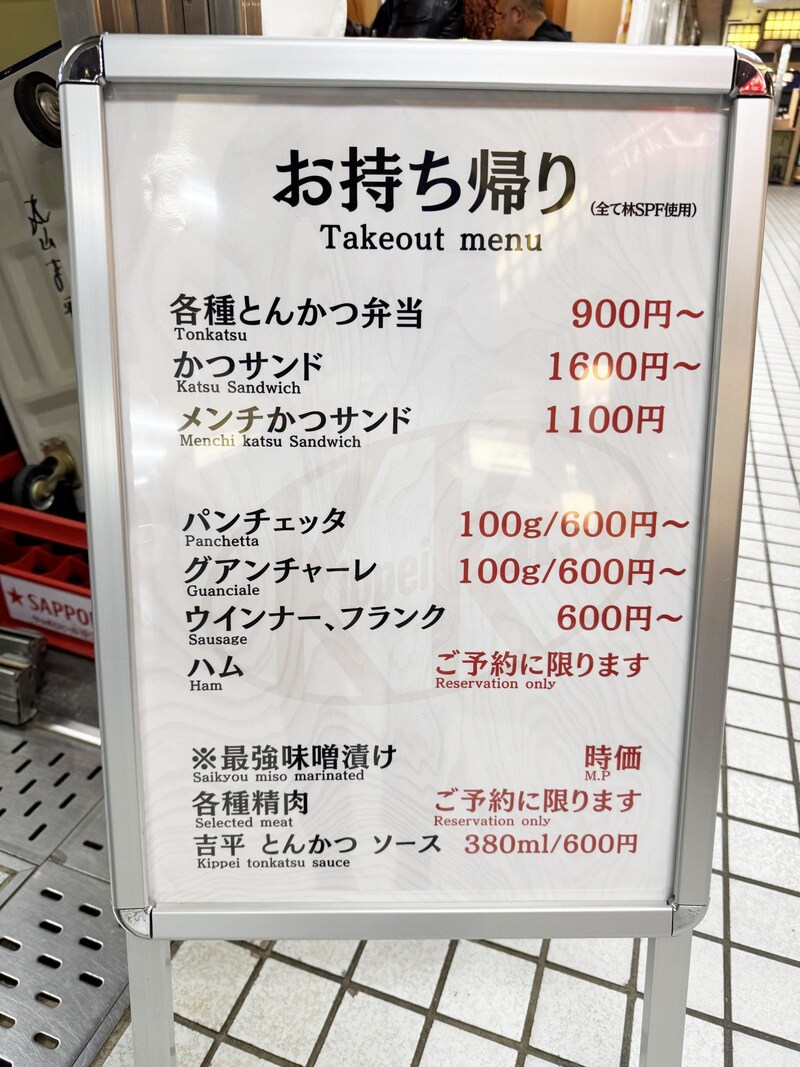 お持ち帰り (全て林SPF使用)
Takeout menu
各種とんかつ弁当 900円～
Tonkatsu
かつサンド 1600円～
Katsu Sandwich
メンチかつサンド 1100円
Menchi katsu Sandwich
パンチェッタ 100g/600円～
Panchetta
グアンチャーレ 100g/600円～
Guanciale
ウインナー、フランク 600円～
Sausage
ハム ご予約に限ります
Ham Reservation only
※最強味噌漬け 時価
Saikyou miso marinated M.P
各種精肉 ご予約に限ります
Selected meat Reservation only
吉平 とんかつ ソース 380ml/600円
Kippei tonkatsu sauce
★SAPPO